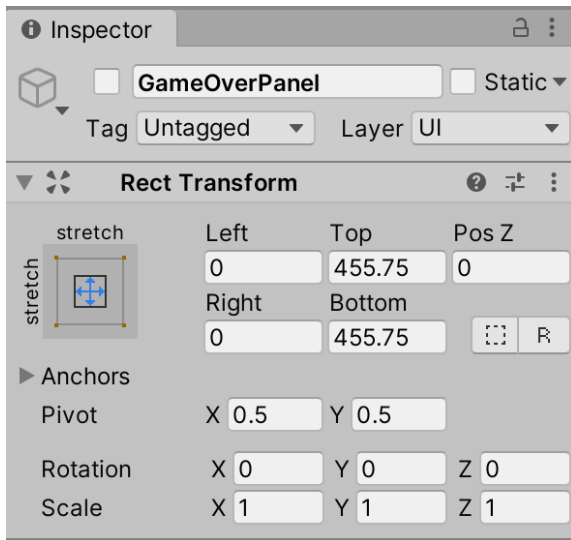 Inspector
GameOverPanel Static
Tag Untagged Layer UI
Rect Transform
stretch Left Top Pos Z
stretch 0 455.75 0
Right Bottom
0 455.75 R
Anchors
Pivot X 0.5 Y 0.5
Rotation X 0 Y 0 Z 0
Scale X 1 Y 1 Z 1